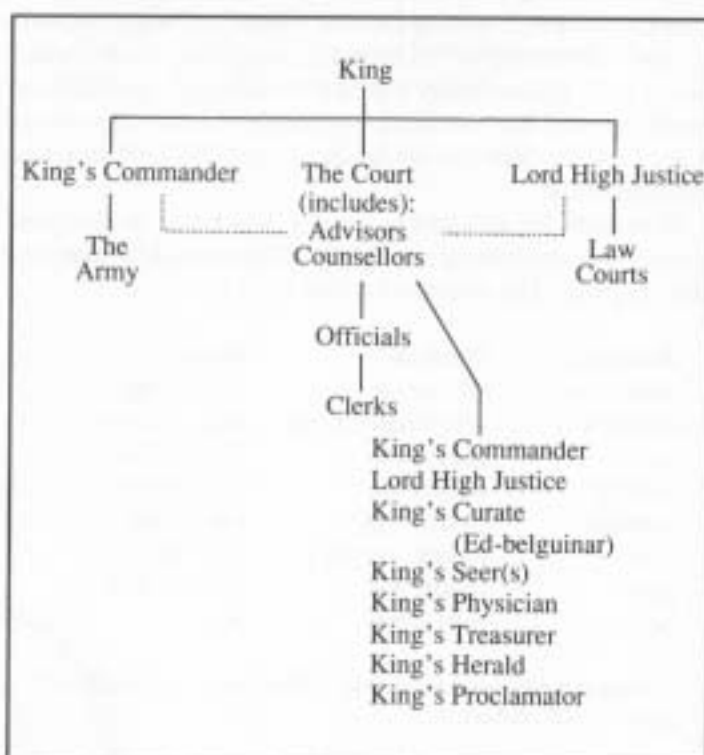 King
King's Commander
The Court
(includes):
Advisors
Counsellors
Lord High Justice
The
Army
Law
Courts
Officials
Clerks
King's Commander
Lord High Justice
King's Curate
(Ed-belguinar)
King's Seer(s)
King's Physician
King's Treasurer
King's Herald
King's Proclamator